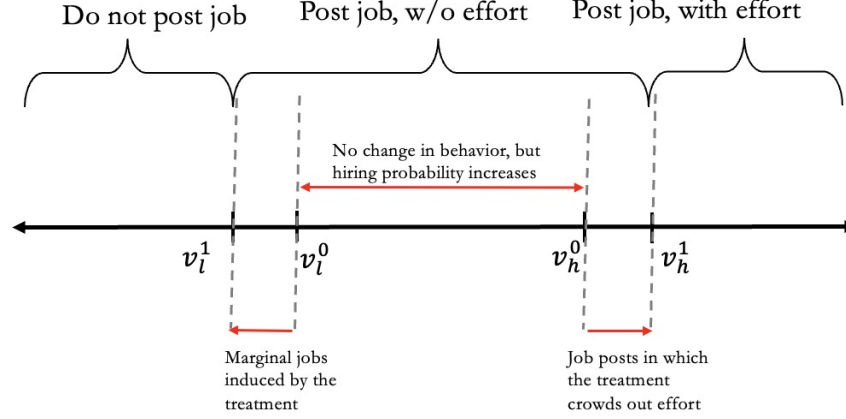 Do not post job
Post job, w/o effort
Post job, with effort
No change in behavior, but
hiring probability increases
v_l^1
v_l^0
v_h^0
v_h^1
Marginal jobs
induced by the
treatment
Job posts in which
the treatment
crowds out effort